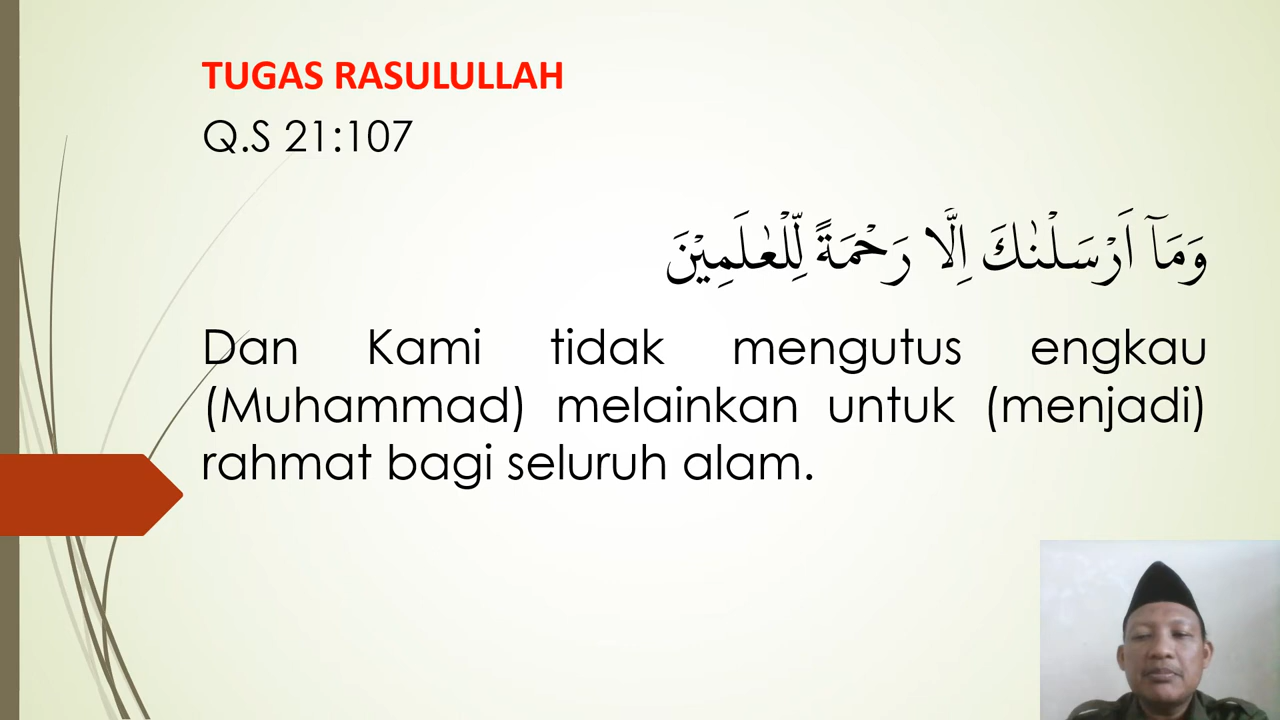 TUGAS RASULULLAH
Q.S 21:107
وَمَآ اَرْسَلْنٰكَ اِلَّا رَحْمَةً لِّلْعٰلَمِيْنَ
Dan Kami tidak mengutus engkau
(Muhammad) melainkan untuk (menjadi)
rahmat bagi seluruh alam.